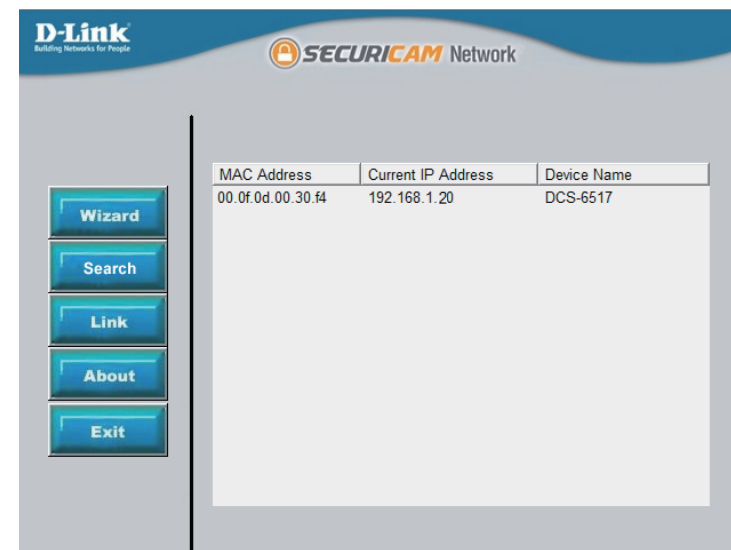 D-Link
Building Networks for People
SECURICAM Network
MAC Address Current IP Address Device Name
00.0f.0d.00.30.f4 192.168.1.20 DCS-6517
Wizard
Search
Link
About
Exit